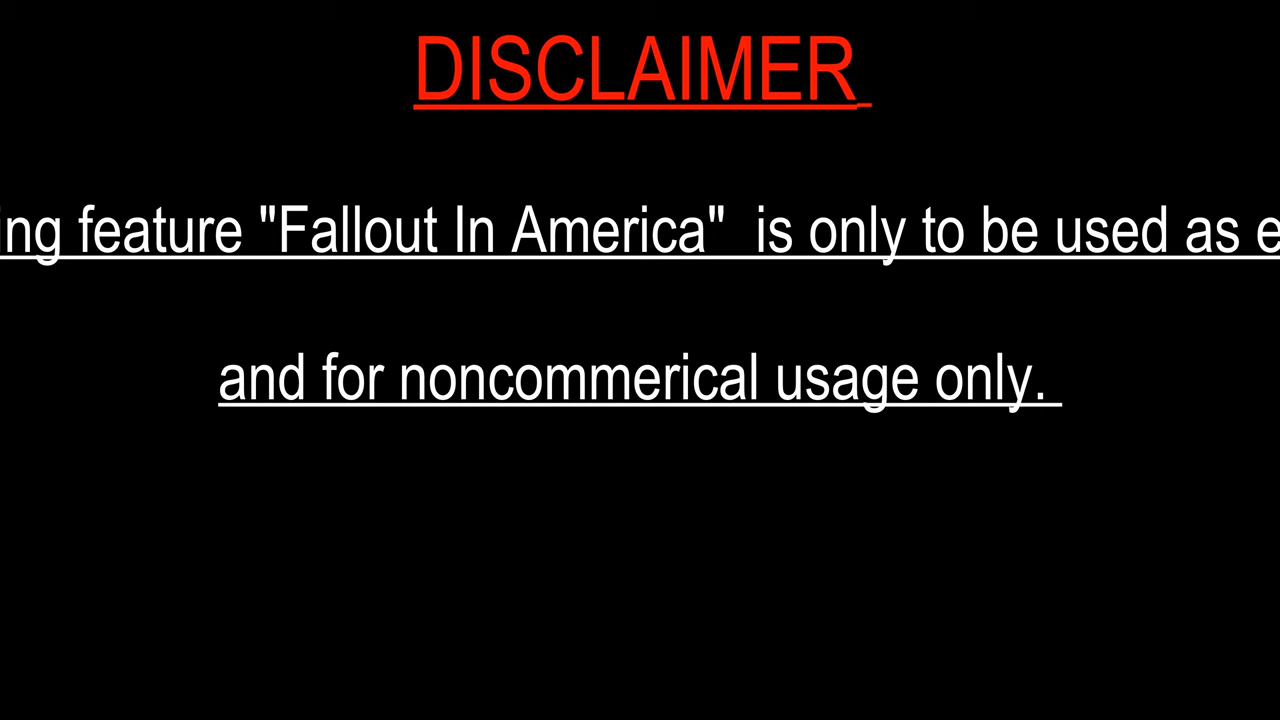 DISCLAIMER
ing feature "Fallout In America" is only to be used as e
and for noncommerical usage only.